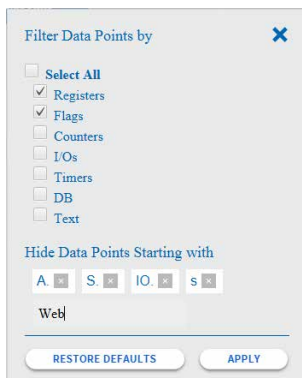 Filter Data Points by
Select All
Registers
Flags
Counters
I/Os
Timers
DB
Text
Hide Data Points Starting with
A. S. IO. s
Web
RESTORE DEFAULTS APPLY